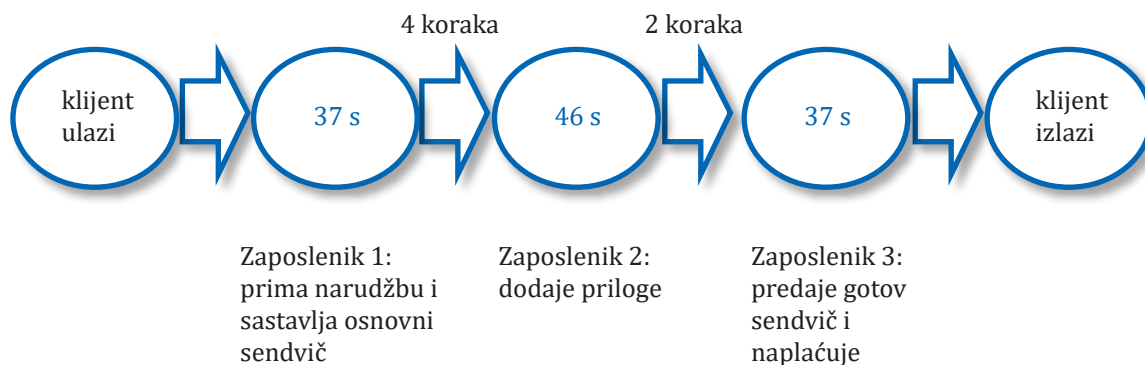 4 koraka
2 koraka
klijent
ulazi
37 s
46 s
37 s
klijent
izlazi
Zaposlenik 1:
prima narudžbu i
sastavlja osnovni
sendvič
Zaposlenik 2:
dodaje priloge
Zaposlenik 3:
predaje gotov
sendvič i
naplaćuje